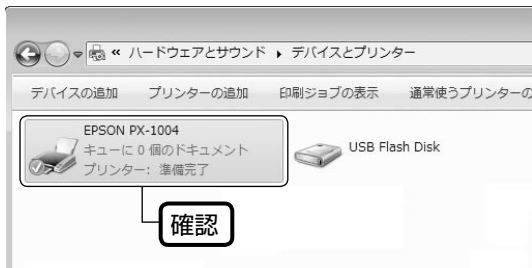 « ハードウェアとサウンド ▸ デバイスとプリンター
デバイスの追加 プリンターの追加 印刷ジョブの表示 通常使うプリンターの
EPSON PX-1004
キューに 0 個のドキュメント
プリンター: 準備完了
USB Flash Disk
確認